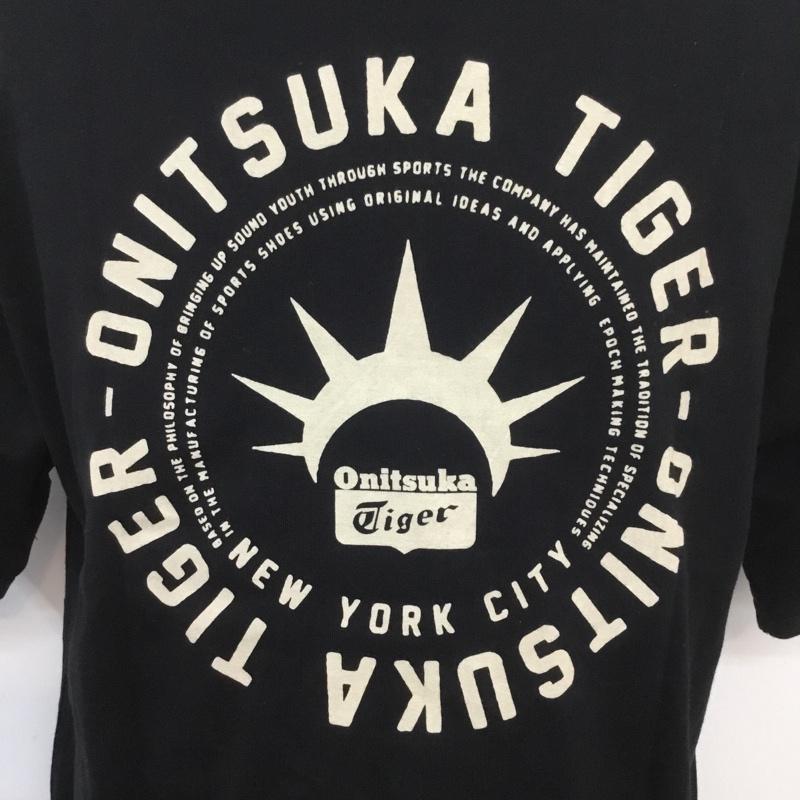 ONITSUKA TIGER - ONITSUKA TIGER -
BASED ON THE PHILOSOPHY OF BRINGING UP SOUND YOUTH THROUGH SPORTS THE COMPANY HAS MAINTAINED THE TRADITION OF SPECIALIZING
IN THE MANUFACTURING OF SPORTS SHOES USING ORIGINAL IDEAS AND APPLYING EPOCH MAKING TECHNIQUES
Onitsuka
Tiger
NEW YORK CITY